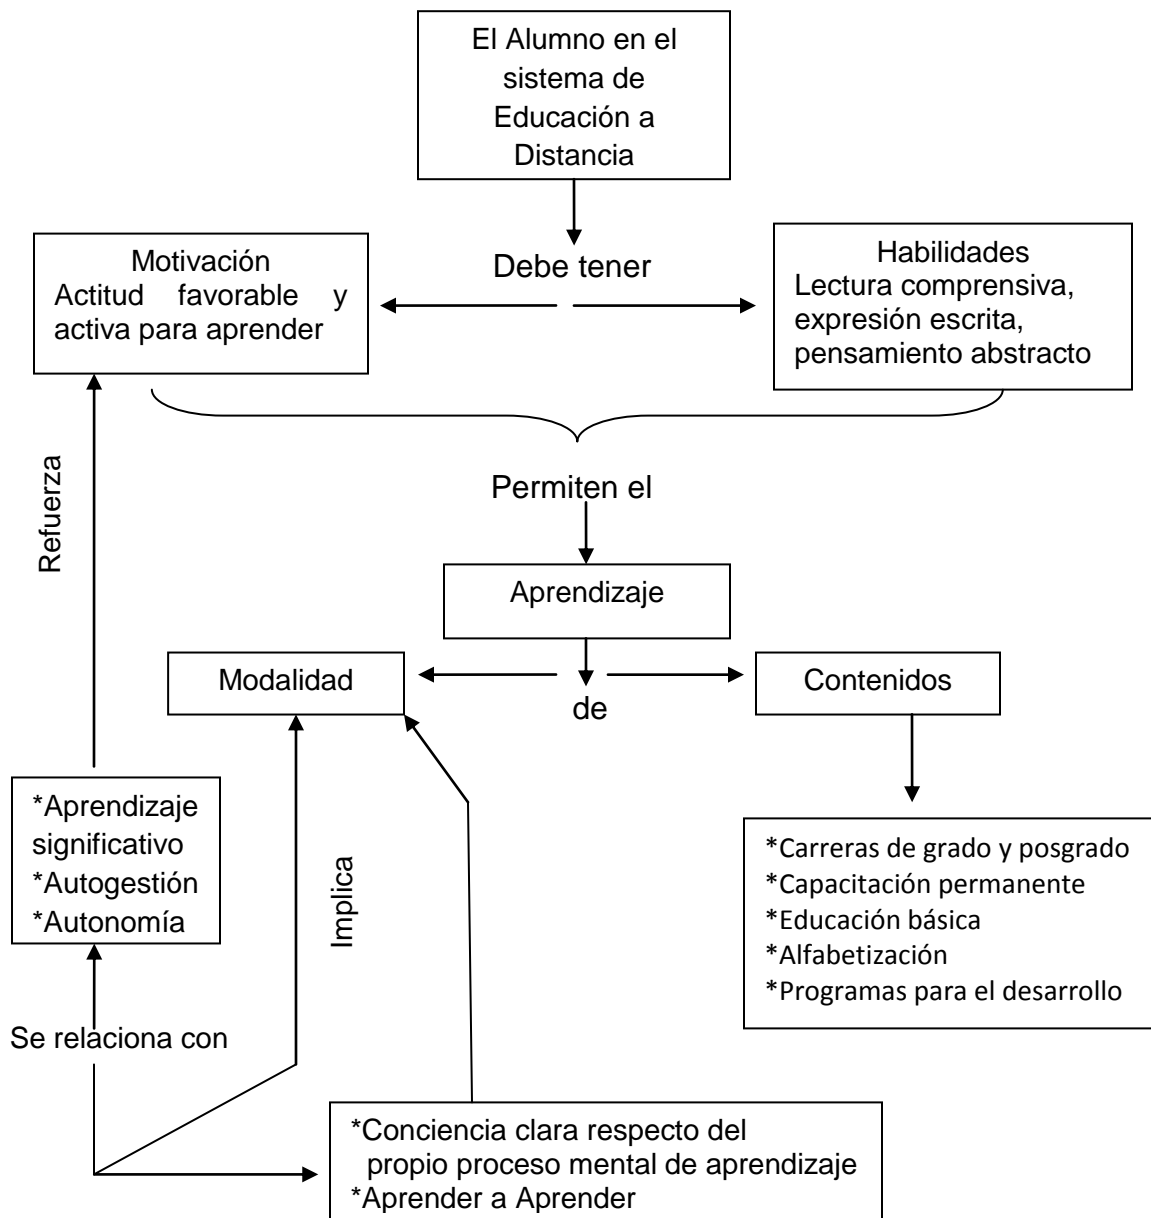 El Alumno en el
sistema de
Educación a
Distancia
Debe tener
Motivación
Actitud favorable y
activa para aprender
Habilidades
Lectura comprensiva,
expresión escrita,
pensamiento abstracto
Refuerza
Permiten el
Aprendizaje
Modalidad
de
Contenidos
*Aprendizaje
significativo
*Autogestión
*Autonomía
Implica
*Carreras de grado y posgrado
*Capacitación permanente
*Educación básica
*Alfabetización
*Programas para el desarrollo
Se relaciona con
*Conciencia clara respecto del
propio proceso mental de aprendizaje
*Aprender a Aprender